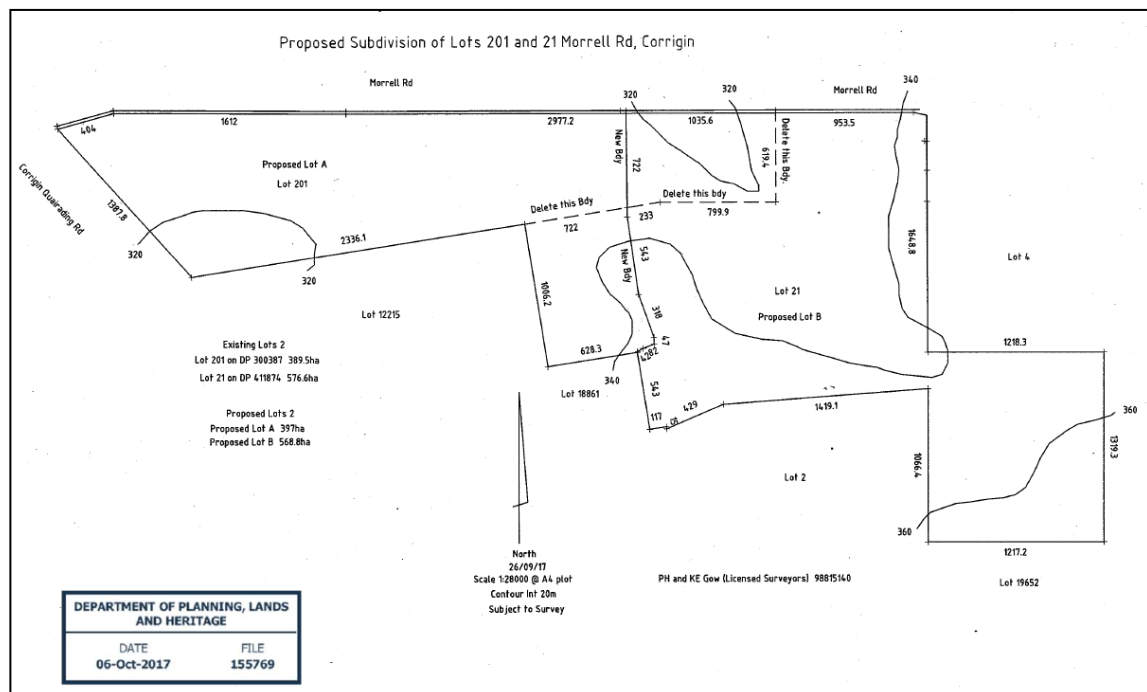 Proposed Subdivision of Lots 201 and 21 Morrell Rd, Corrigin
Morrell Rd
Morrell Rd
340
320
320
404
1612
2977.2
1035.6
953.5
New Bdy
722
619.4
Delete this Bdy.
Proposed Lot A
Lot 201
Corrigin Quairading Rd
1387.8
Delete this Bdy
722
233
Delete this bdy
799.9
320
2336.1
320
543
New Bdy
1006.2
1648.8
Lot 4
Lot 21
Proposed Lot B
318
47
4282
Lot 12215
628.3
340
Lot 18861
1218.3
Existing Lots 2
Lot 201 on DP 300387 389.5ha
Lot 21 on DP 411874 576.6ha
Proposed Lots 2
Proposed Lot A 397ha
Proposed Lot B 568.8ha
543
117
429
1419.1
360
1319.3
1066.4
Lot 2
360
1217.2
Lot 19652
North
26/09/17
Scale 1:28000 @ A4 plot
Contour Int 20m
Subject to Survey
PH and KE Gow (Licensed Surveyors) 98815140
DEPARTMENT OF PLANNING, LANDS
AND HERITAGE
DATE FILE
06-Oct-2017 155769